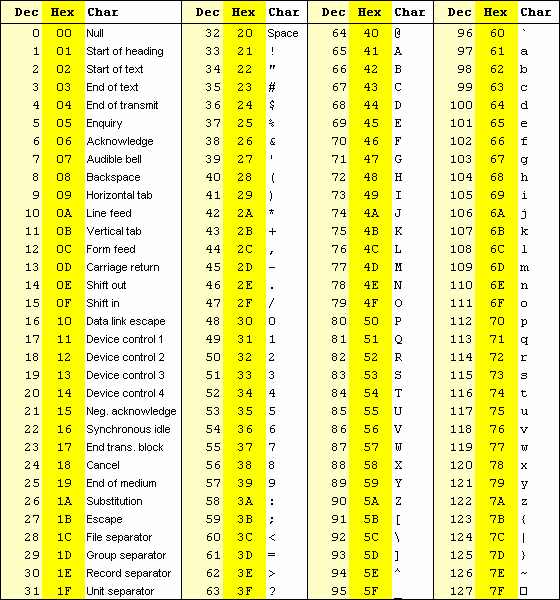 Dec Hex Char Dec Hex Char Dec Hex Char Dec Hex Char
0 00 Null 32 20 Space 64 40 @ 96 60 `
1 01 Start of heading 33 21 ! 65 41 A 97 61 a
2 02 Start of text 34 22 " 66 42 B 98 62 b
3 03 End of text 35 23 # 67 43 C 99 63 c
4 04 End of transmit 36 24 $ 68 44 D 100 64 d
5 05 Enquiry 37 25 % 69 45 E 101 65 e
6 06 Acknowledge 38 26 & 70 46 F 102 66 f
7 07 Audible bell 39 27 ' 71 47 G 103 67 g
8 08 Backspace 40 28 ( 72 48 H 104 68 h
9 09 Horizontal tab 41 29 ) 73 49 I 105 69 i
10 0A Line feed 42 2A * 74 4A J 106 6A j
11 0B Vertical tab 43 2B + 75 4B K 107 6B k
12 0C Form feed 44 2C , 76 4C L 108 6C l
13 0D Carriage return 45 2D - 77 4D M 109 6D m
14 0E Shift out 46 2E . 78 4E N 110 6E n
15 0F Shift in 47 2F / 79 4F O 111 6F o
16 10 Data link escape 48 30 0 80 50 P 112 70 p
17 11 Device control 1 49 31 1 81 51 Q 113 71 q
18 12 Device control 2 50 32 2 82 52 R 114 72 r
19 13 Device control 3 51 33 3 83 53 S 115 73 s
20 14 Device control 4 52 34 4 84 54 T 116 74 t
21 15 Neg. acknowledge 53 35 5 85 55 U 117 75 u
22 16 Synchronous idle 54 36 6 86 56 V 118 76 v
23 17 End trans. block 55 37 7 87 57 W 119 77 w
24 18 Cancel 56 38 8 88 58 X 120 78 x
25 19 End of medium 57 39 9 89 59 Y 121 79 y
26 1A Substitution 58 3A : 90 5A Z 122 7A z
27 1B Escape 59 3B ; 91 5B [ 123 7B {
28 1C File separator 60 3C < 92 5C \ 124 7C |
29 1D Group separator 61 3D = 93 5D ] 125 7D }
30 1E Record separator 62 3E > 94 5E ^ 126 7E ~
31 1F Unit separator 63 3F ? 95 5F _ 127 7F □